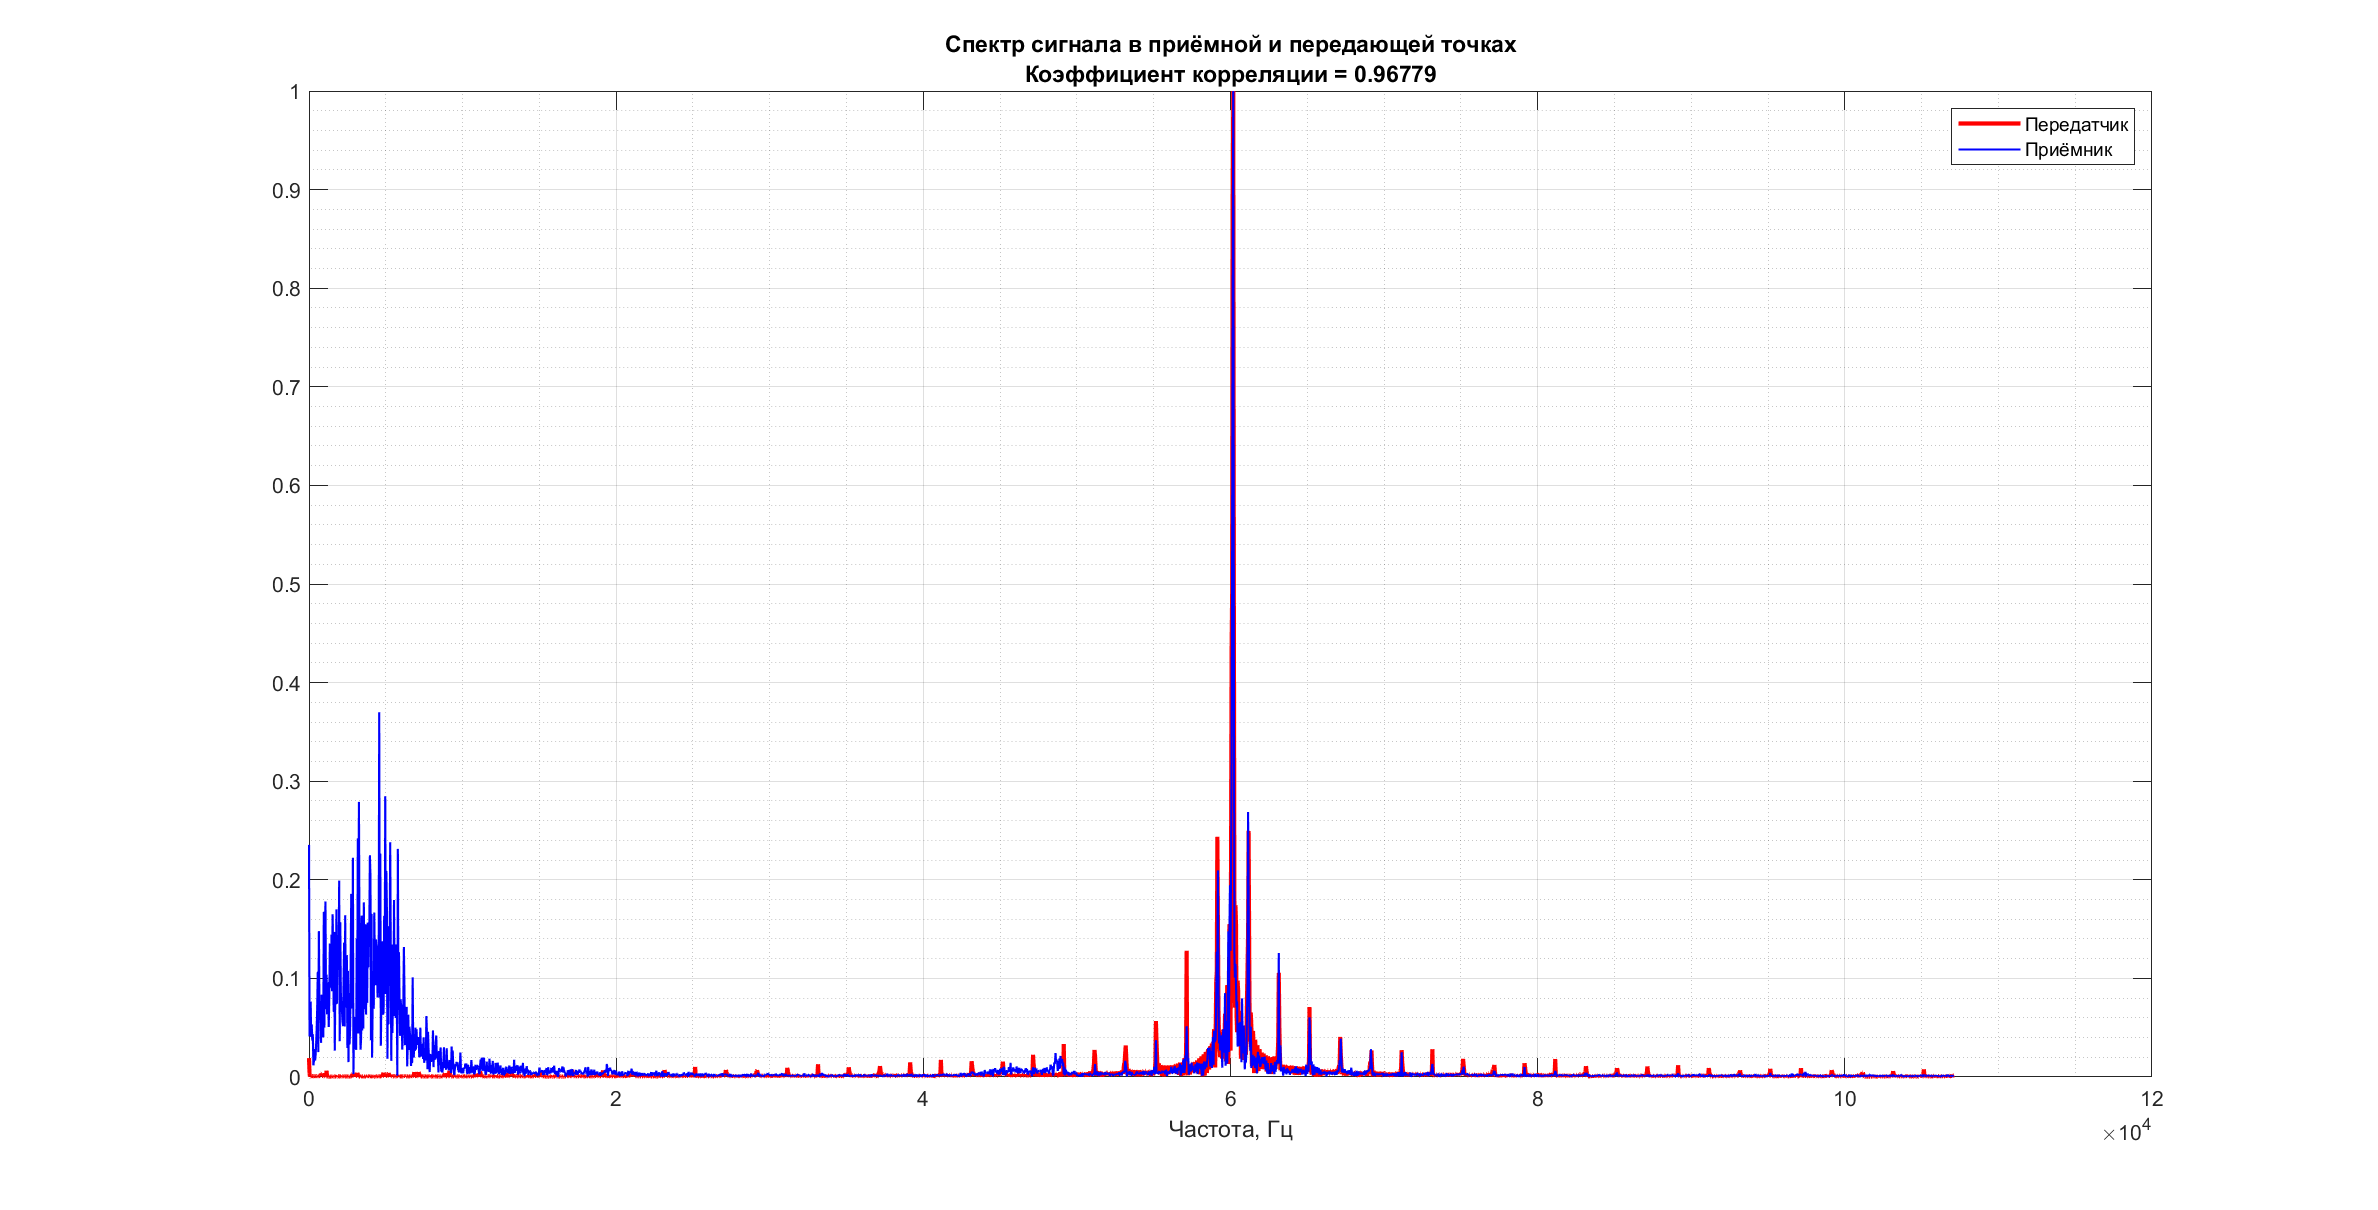 Спектр сигнала в приёмной и передающей точках
Коэффициент корреляции = 0.96779
Передатчик
Приёмник
1
0.9
0.8
0.7
0.6
0.5
0.4
0.3
0.2
0.1
0
0 2 4 6 8 10 12
Частота, Гц
×10⁴